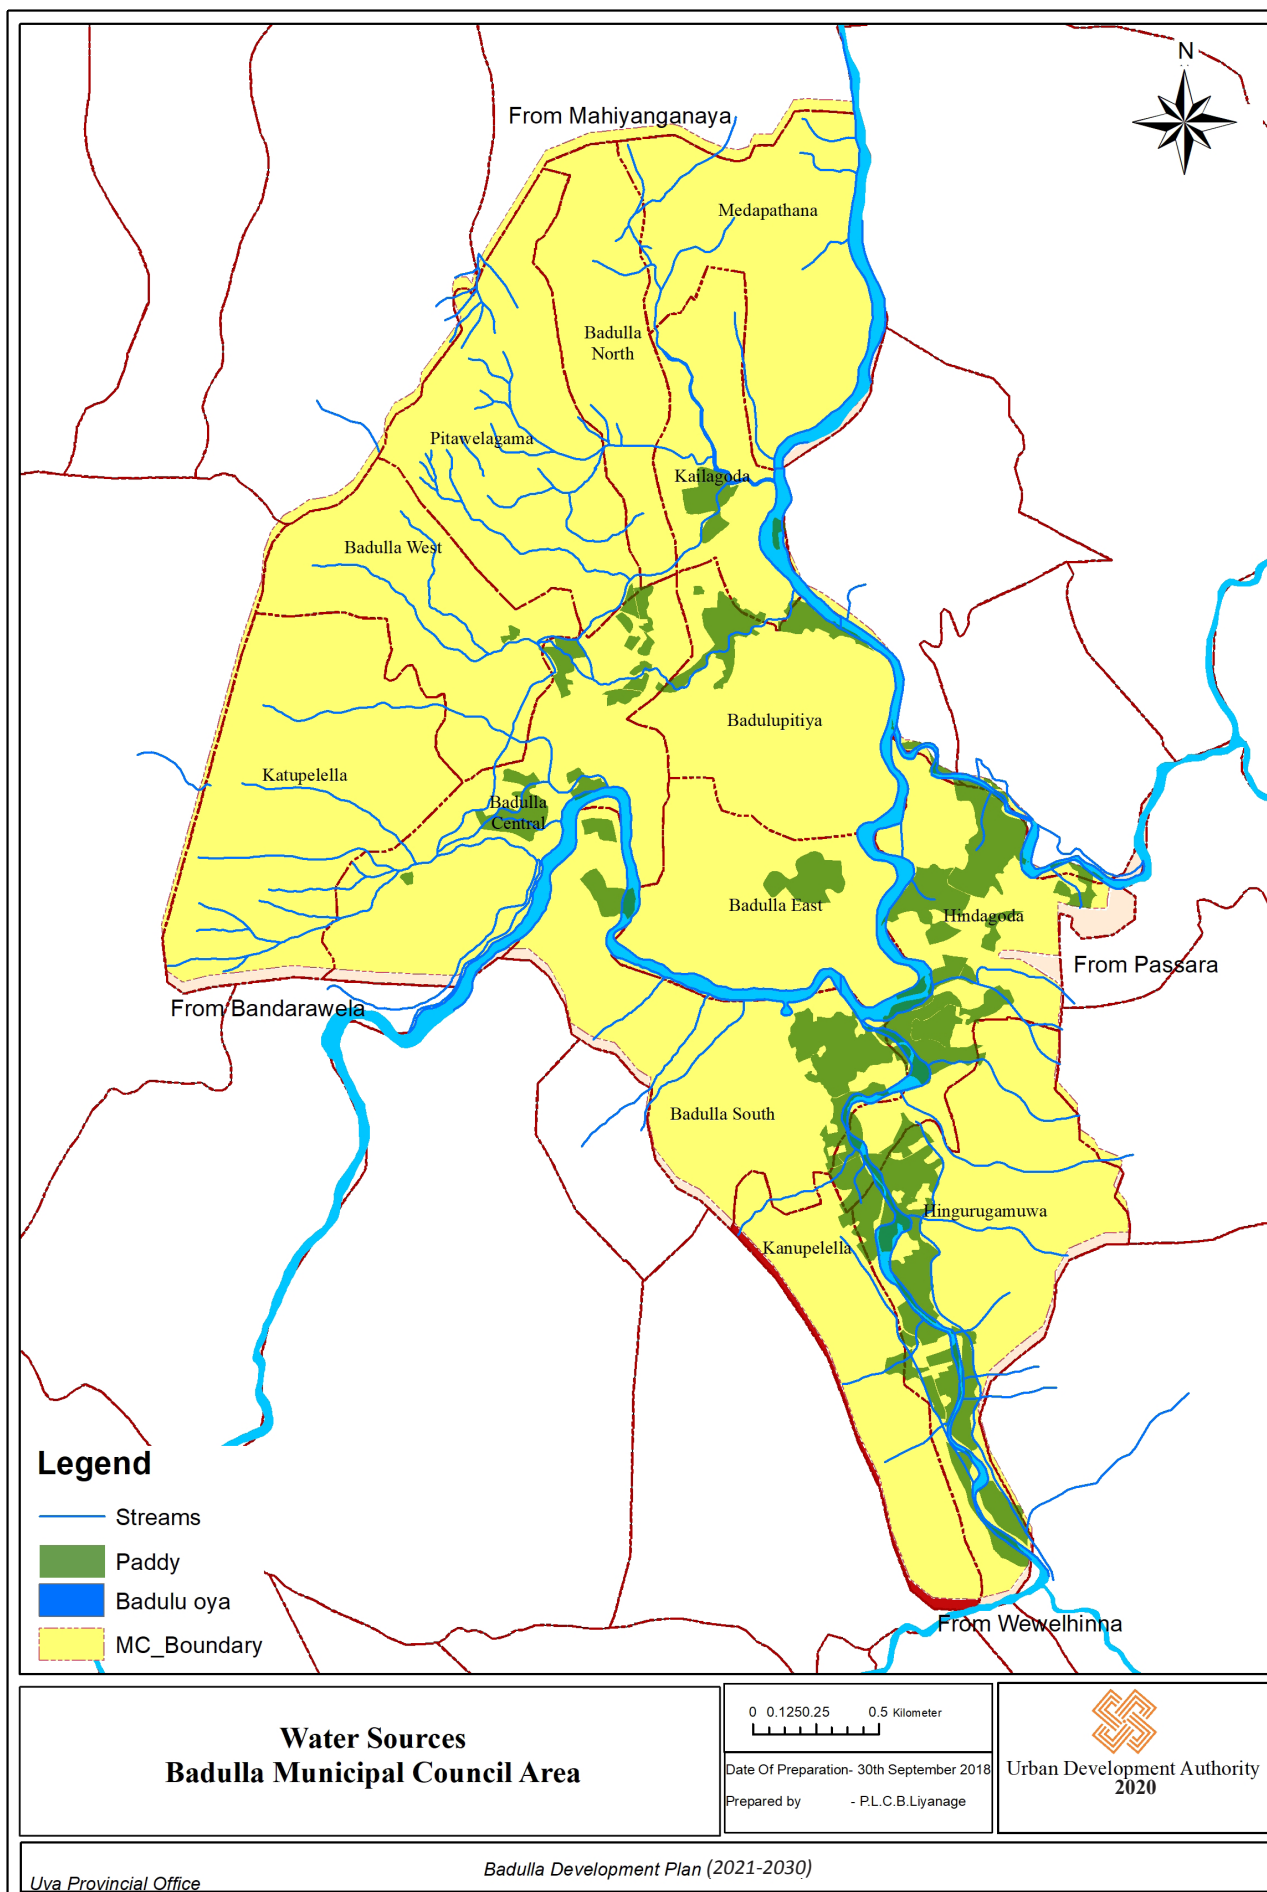 N
From Mahiyanganaya
Medapathana
Badulla
North
Pitawelagama
Kailagoda
Badulla West
Badulupitiya
Katupelella
Badulla
Central
Badulla East
Hindagoda
From Passara
From Bandarawela
Badulla South
Hingurugamuwa
Kanupelella
Legend
Streams
Paddy
Badulu oya
MC_Boundary
From Wewelhinna
Water Sources
Badulla Municipal Council Area
0 0.1250.25 0.5 Kilometer
Date Of Preparation- 30th September 2018
Prepared by - P.L.C.B.Liyanage
Urban Development Authority
2020
Badulla Development Plan (2021-2030)
Uva Provincial Office